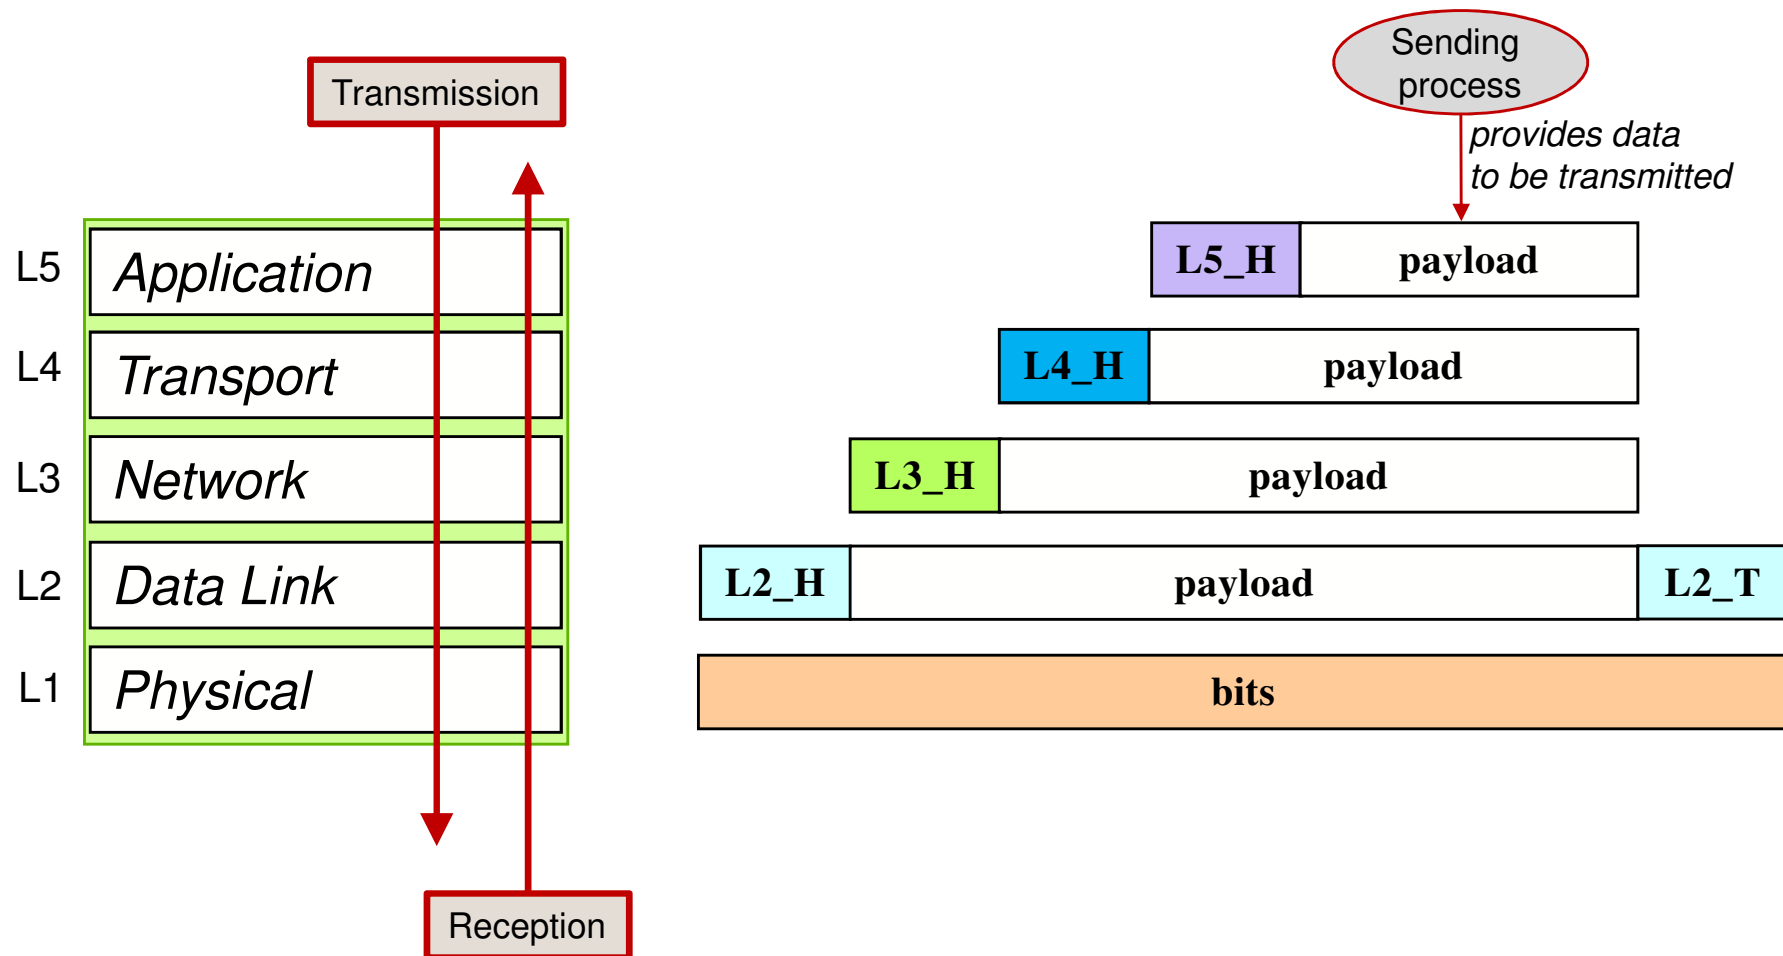 Transmission
Sending
process
provides data
to be transmitted
L5 Application L5_H payload
L4 Transport L4_H payload
L3 Network L3_H payload
L2 Data Link L2_H payload L2_T
L1 Physical bits
Reception